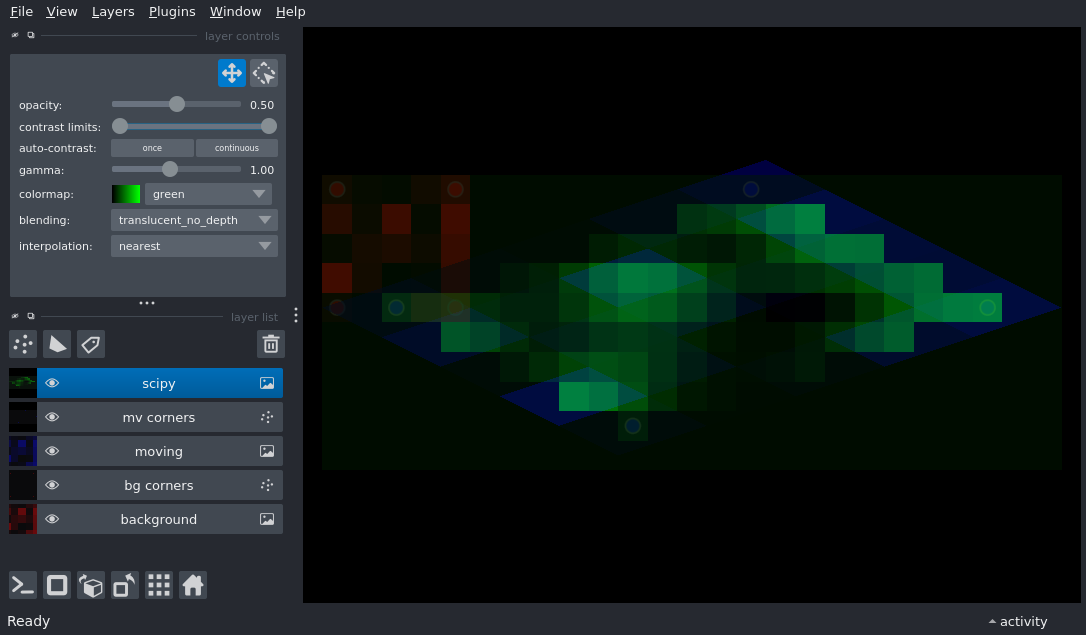 File View Layers Plugins Window Help
layer controls
opacity: 0.50
contrast limits:
auto-contrast: once continuous
gamma: 1.00
colormap: green
blending: translucent_no_depth
interpolation: nearest
layer list
scipy
mv corners
moving
bg corners
background
Ready activity